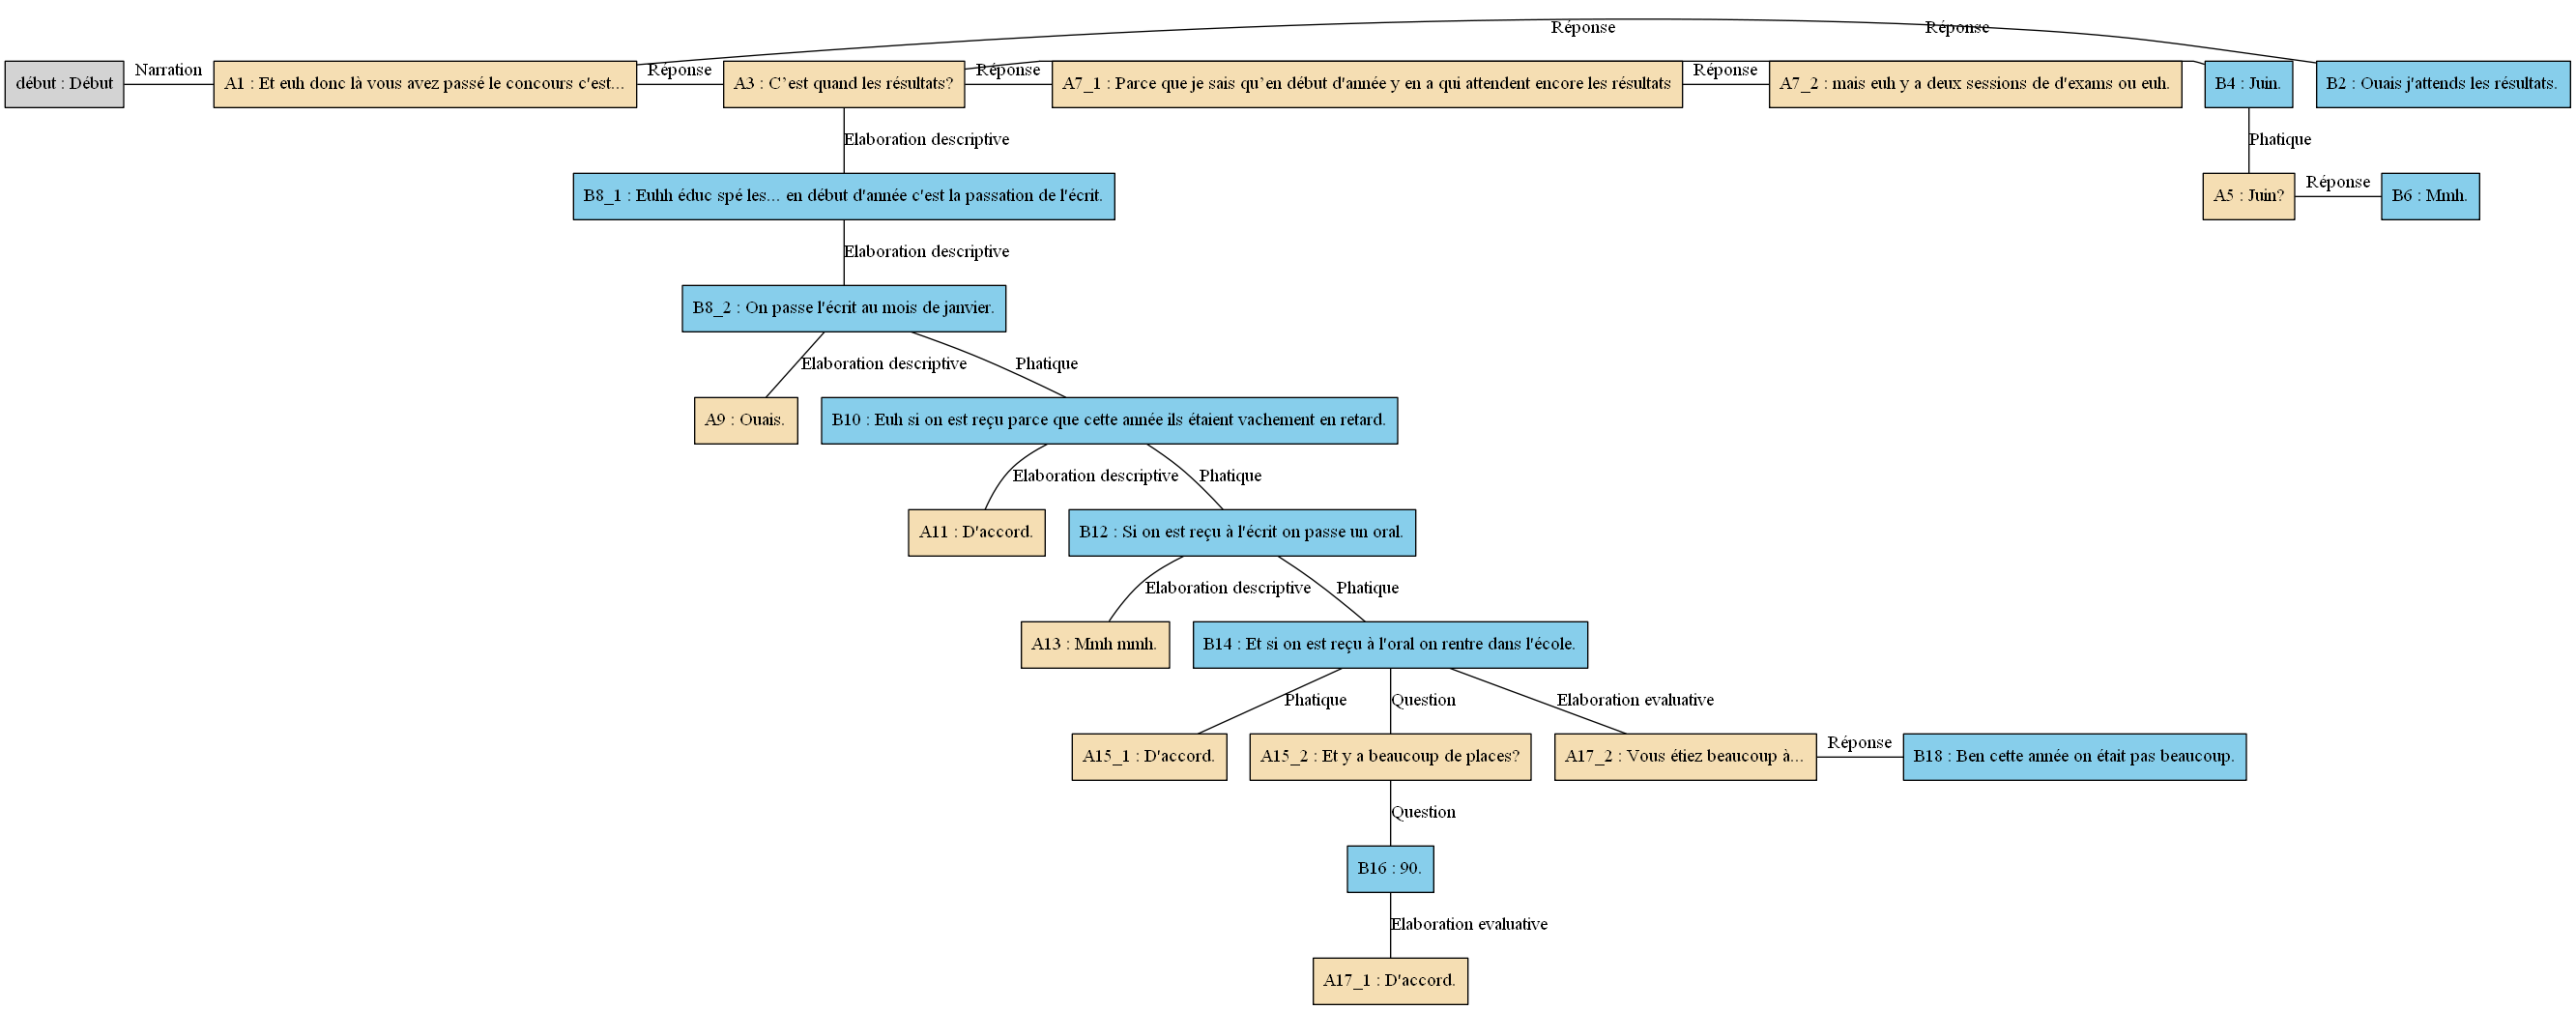 Réponse
Réponse
début : Début
Narration
A1 : Et euh donc là vous avez passé le concours c'est...
Réponse
A3 : C’est quand les résultats?
Réponse
A7_1 : Parce que je sais qu’en début d'année y en a qui attendent encore les résultats
Réponse
A7_2 : mais euh y a deux sessions de d'exams ou euh.
B4 : Juin.
B2 : Ouais j'attends les résultats.
Elaboration descriptive
Phatique
B8_1 : Euhh éduc spé les... en début d'année c'est la passation de l'écrit.
A5 : Juin?
Réponse
B6 : Mmh.
Elaboration descriptive
B8_2 : On passe l'écrit au mois de janvier.
Elaboration descriptive
Phatique
A9 : Ouais.
B10 : Euh si on est reçu parce que cette année ils étaient vachement en retard.
Elaboration descriptive
Phatique
A11 : D'accord.
B12 : Si on est reçu à l'écrit on passe un oral.
Elaboration descriptive
Phatique
A13 : Mmh mmh.
B14 : Et si on est reçu à l'oral on rentre dans l'école.
Phatique
Question
Elaboration evaluative
A15_1 : D'accord.
A15_2 : Et y a beaucoup de places?
A17_2 : Vous étiez beaucoup à...
Réponse
B18 : Ben cette année on était pas beaucoup.
Question
B16 : 90.
Elaboration evaluative
A17_1 : D'accord.